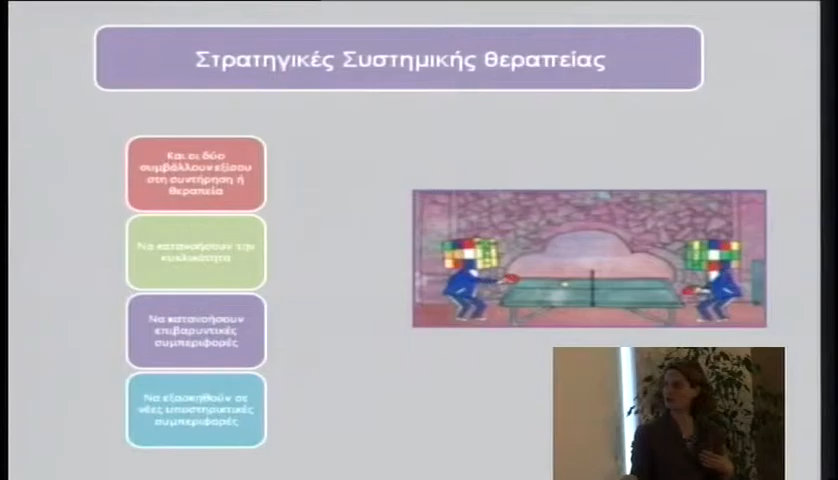 Στρατηγικές Συστημικής θεραπείας
Και οι δύο
συμβάλλουν εξίσου
στη συντήρηση ή
θεραπεία
Να κατανοήσουν την
κυκλικότητα
Να κατανοήσουν
επιβαρυντικές
συμπεριφορές
Να εξασκηθούν σε
νέες υποστηρικτικές
συμπεριφορές